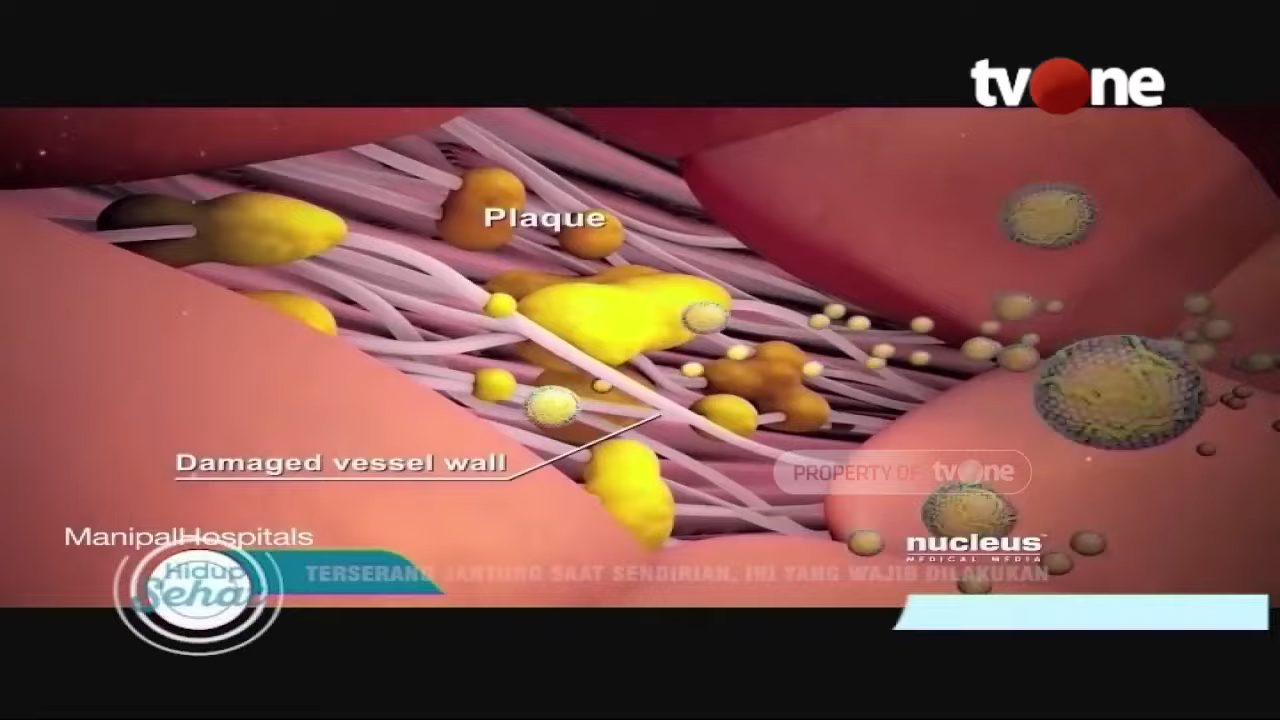 tvOne
Plaque
Damaged vessel wall
PROPERTY OF tvOne
ManipalHospitals
nucleus
MEDICAL MEDIA
Hidup
Sehat
TERSERANG JANTUNG SAAT SENDIRIAN, INI YANG WAJIB DILAKUKAN